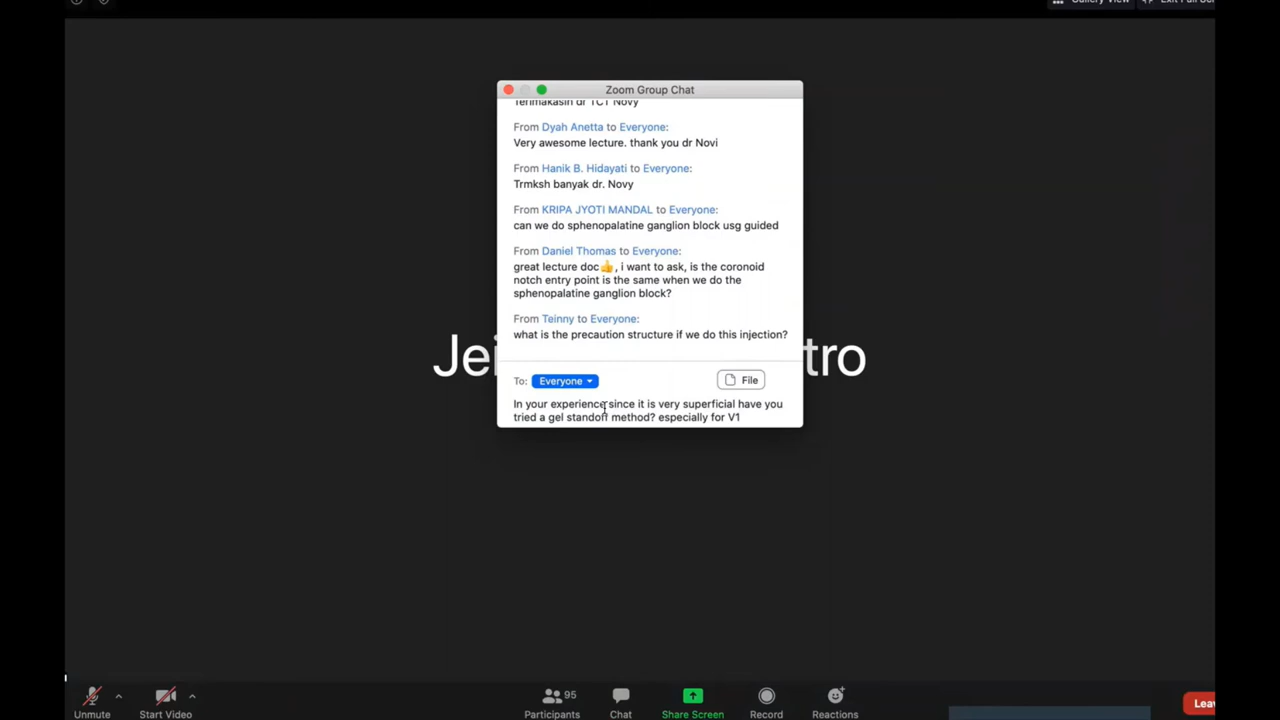 Zoom Group Chat
From Dyah Anetta to Everyone:
Very awesome lecture. thank you dr Novi
From Hanik B. Hidayati to Everyone:
Trmksh banyak dr. Novy
From KRIPA JYOTI MANDAL to Everyone:
can we do sphenopalatine ganglion block usg guided
From Daniel Thomas to Everyone:
great lecture doc👍, i want to ask, is the coronoid
notch entry point is the same when we do the
sphenopalatine ganglion block?
From Teinny to Everyone:
what is the precaution structure if we do this injection?
To: Everyone File
In your experience since it is very superficial have you
tried a gel standoff method? especially for V1
Unmute Start Video 95 Participants Chat Share Screen Record Reactions